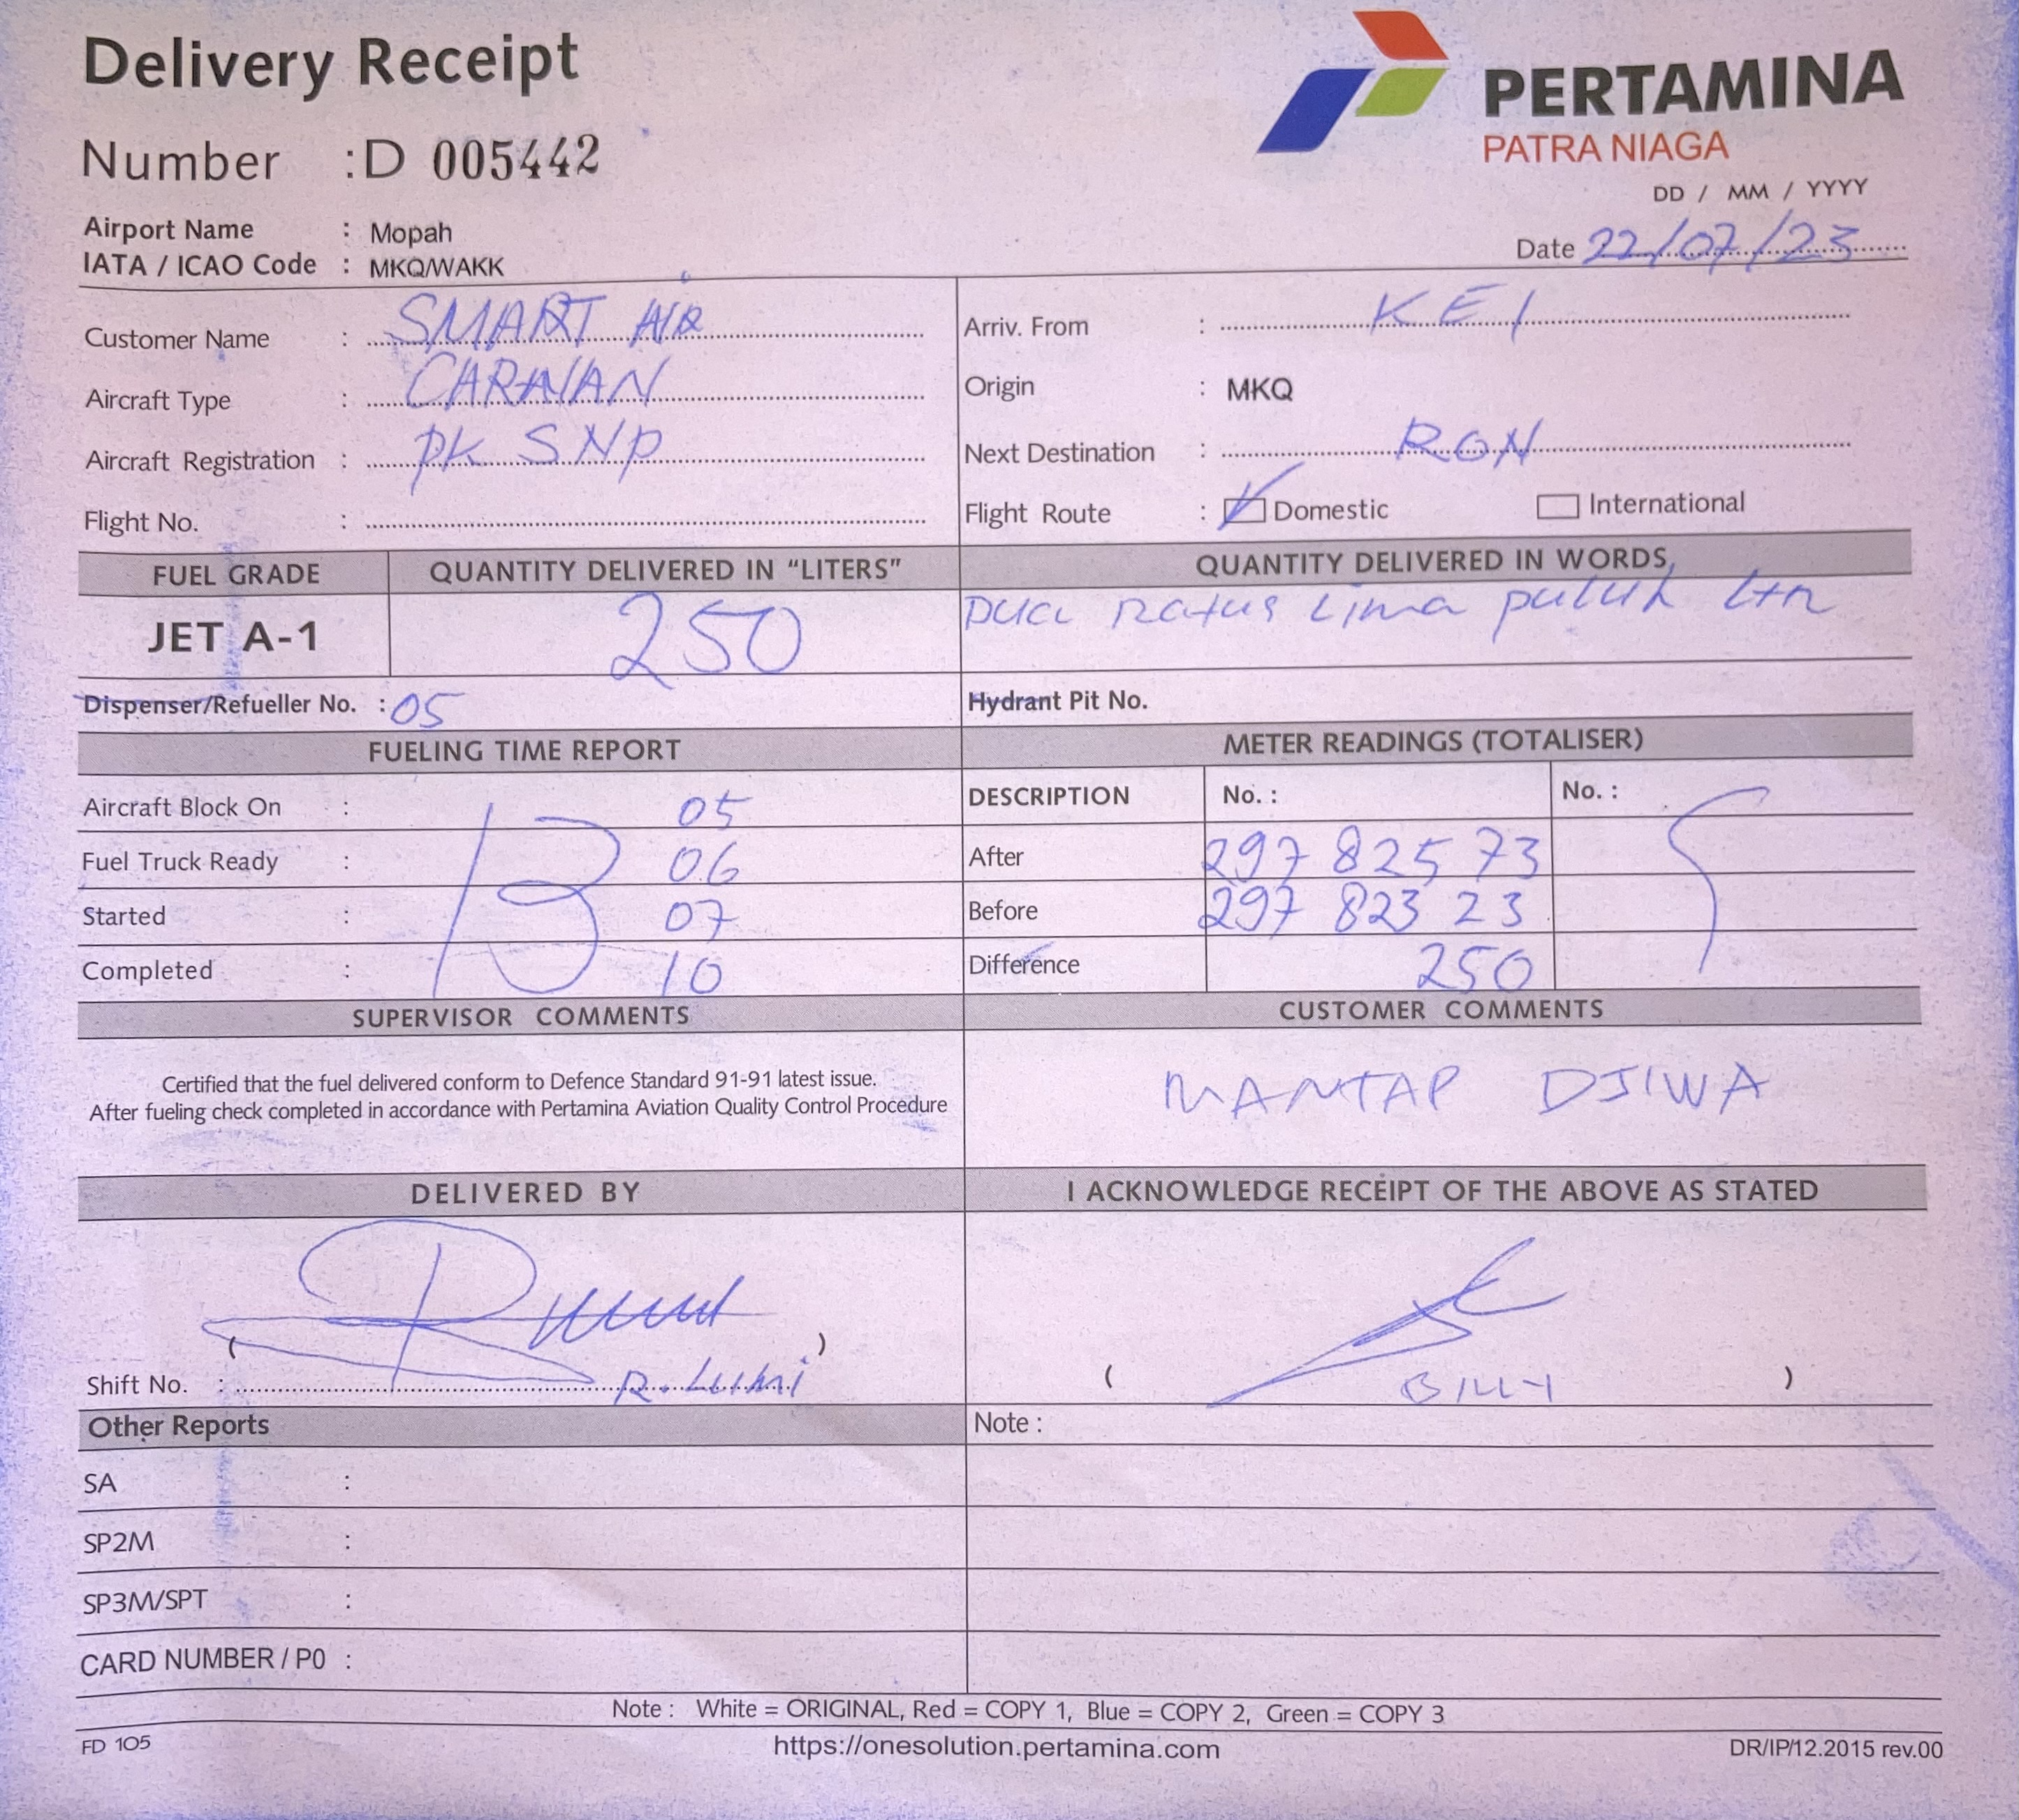 Delivery Receipt
PERTAMINA
PATRA NIAGA
Number : D 005442
DD / MM / YYYY
Airport Name : Mopah
Date 22/07/23
IATA / ICAO Code : MKQ/WAKK
Customer Name : SMART AIR
Arriv. From : KEI
Aircraft Type : CARAVAN
Origin : MKQ
Aircraft Registration : PK SNP
Next Destination : RON
Flight No. :
Flight Route : Domestic International
FUEL GRADE QUANTITY DELIVERED IN “LITERS” QUANTITY DELIVERED IN WORDS
JET A-1 250 Dua Ratus Lima puluh Ltr
Dispenser/Refueller No. : 05 Hydrant Pit No.
FUELING TIME REPORT METER READINGS (TOTALISER)
Aircraft Block On : 05 DESCRIPTION No. : No. :
Fuel Truck Ready : 13 06 After 297 825 73
Started : 07 Before 297 823 23
Completed : 10 Difference 250
SUPERVISOR COMMENTS CUSTOMER COMMENTS
Certified that the fuel delivered conform to Defence Standard 91-91 latest issue.
After fueling check completed in accordance with Pertamina Aviation Quality Control Procedure
MANTAP DJIWA
DELIVERED BY I ACKNOWLEDGE RECEIPT OF THE ABOVE AS STATED
( ) ( BILLY )
Shift No. : R.
Other Reports Note :
SA :
SP2M :
SP3M/SPT :
CARD NUMBER / P0 :
Note : White = ORIGINAL, Red = COPY 1, Blue = COPY 2, Green = COPY 3
FD 105 https://onesolution.pertamina.com DR/IP/12.2015 rev.00